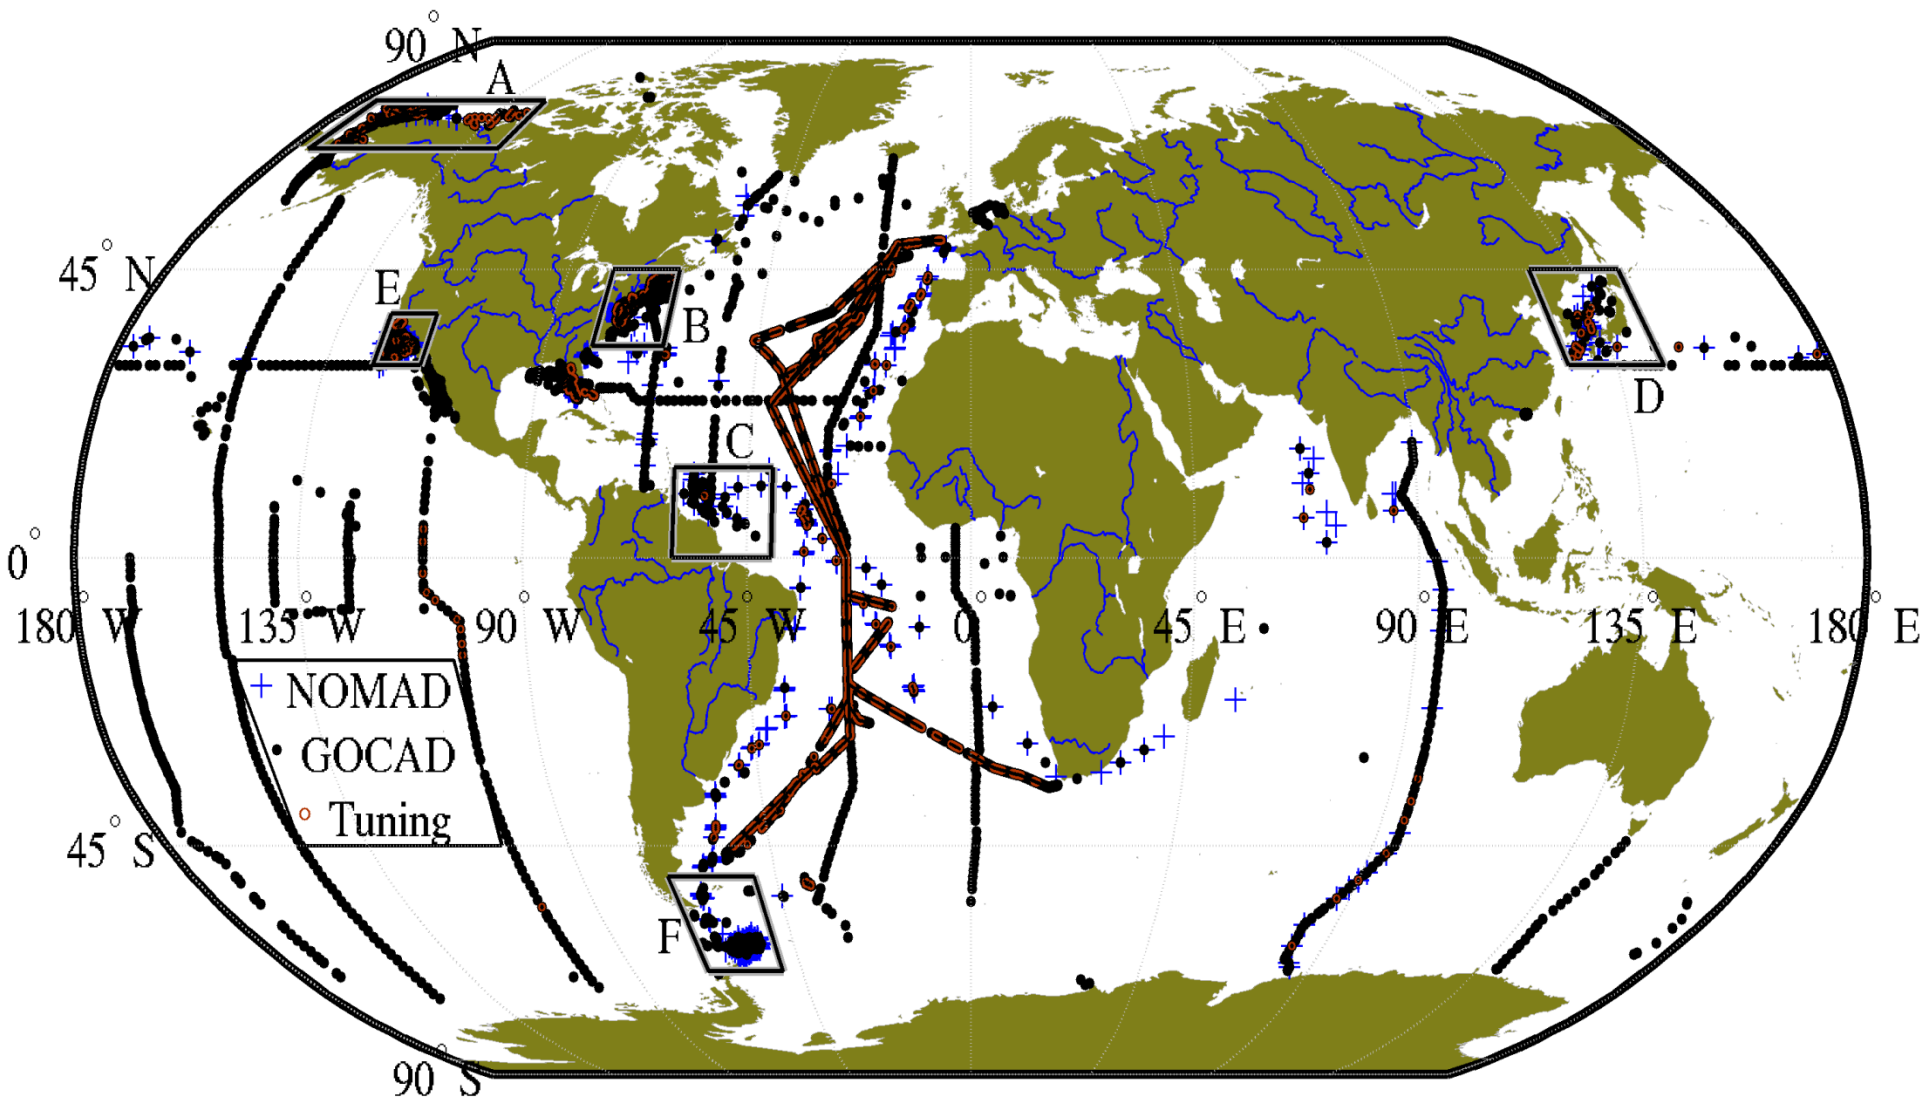 90° N
A
45° N
E
B
D
C
0°
180° W
135° W
90° W
45° W
0°
45° E
90° E
135° E
180° E
+ NOMAD
• GOCAD
○ Tuning
45° S
F
90° S